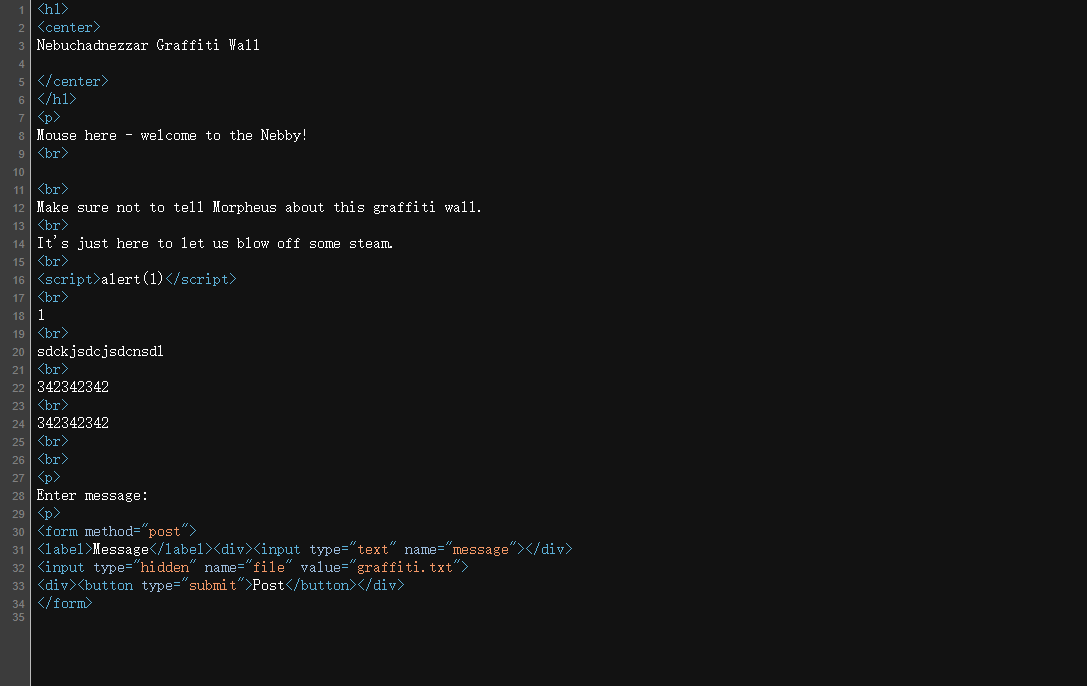 1 <h1>
2 <center>
3 Nebuchadnezzar Graffiti Wall
4
5 </center>
6 </h1>
7 <p>
8 Mouse here - welcome to the Nebby!
9 <br>
10
11 <br>
12 Make sure not to tell Morpheus about this graffiti wall.
13 <br>
14 It's just here to let us blow off some steam.
15 <br>
16 <script>alert(1)</script>
17 <br>
18 1
19 <br>
20 sdckjsdcjsdcnsdl
21 <br>
22 342342342
23 <br>
24 342342342
25 <br>
26 <br>
27 <p>
28 Enter message:
29 <p>
30 <form method="post">
31 <label>Message</label><div><input type="text" name="message"></div>
32 <input type="hidden" name="file" value="graffiti.txt">
33 <div><button type="submit">Post</button></div>
34 </form>
35